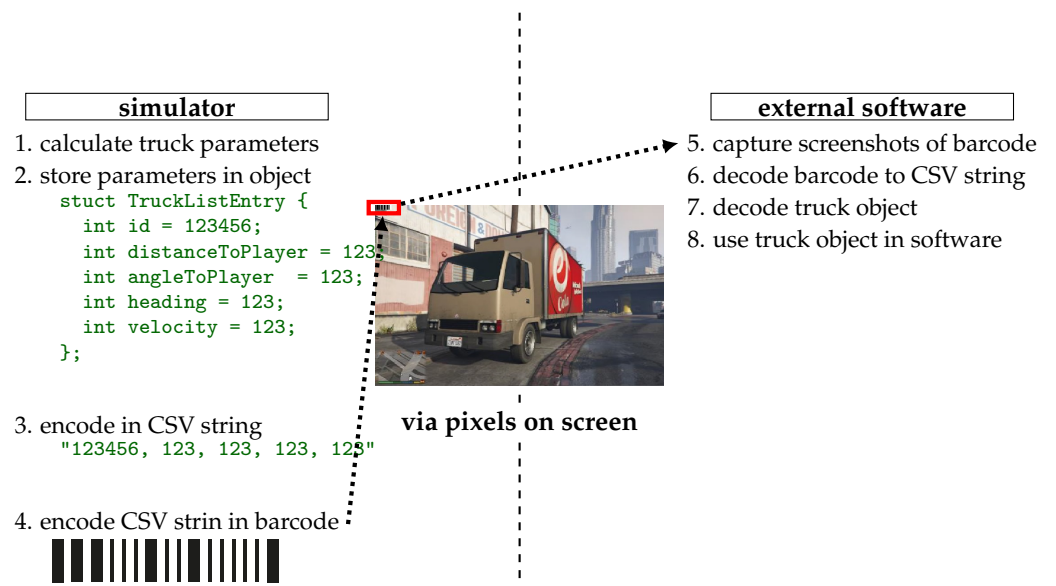 simulator
1. calculate truck parameters
2. store parameters in object
stuct TruckListEntry {
int id = 123456;
int distanceToPlayer = 123;
int angleToPlayer = 123;
int heading = 123;
int velocity = 123;
};
3. encode in CSV string
"123456, 123, 123, 123, 123"
4. encode CSV strin in barcode
FOREIGN &
Cola
via pixels on screen
external software
5. capture screenshots of barcode
6. decode barcode to CSV string
7. decode truck object
8. use truck object in software